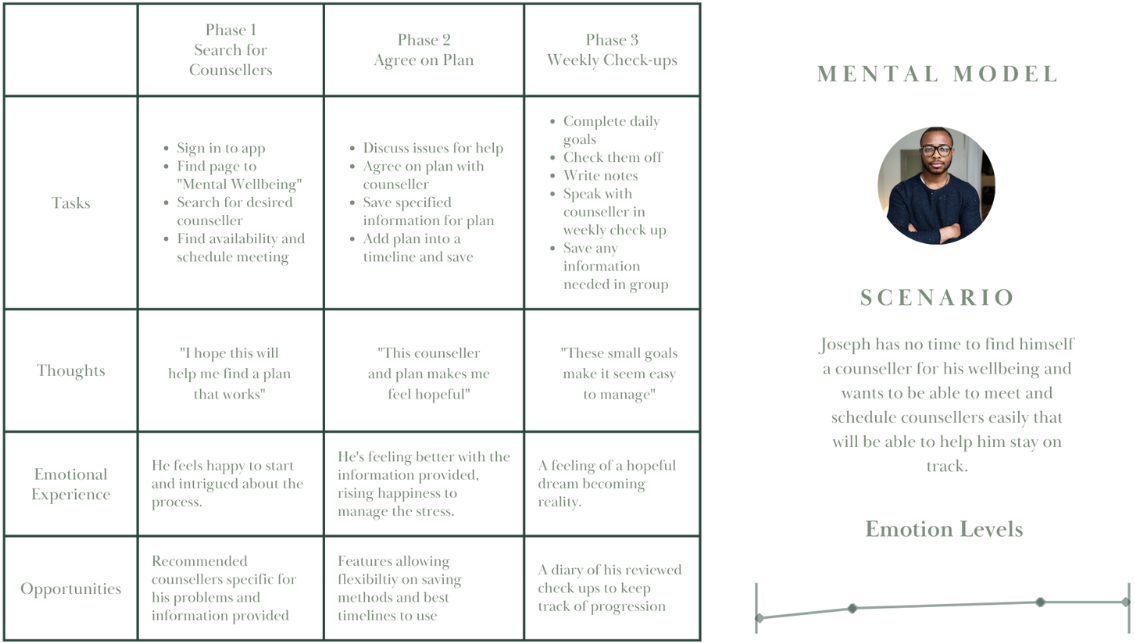 Phase 1
Search for
Counsellers
Phase 2
Agree on Plan
Phase 3
Weekly Check-ups
Tasks
• Sign in to app
• Find page to
"Mental Wellbeing"
• Search for desired
counseller
• Find availability and
schedule meeting
• Discuss issues for help
• Agree on plan with
counseller
• Save specified
information for plan
• Add plan into a
timeline and save
• Complete daily
goals
• Check them off
• Write notes
• Speak with
counseller in
weekly check up
• Save any
information
needed in group
Thoughts
"I hope this will
help me find a plan
that works"
"This counseller
and plan makes me
feel hopeful"
"These small goals
make it seem easy
to manage"
Emotional
Experience
He feels happy to start
and intrigued about the
process.
He's feeling better with the
information provided,
rising happiness to
manage the stress.
A feeling of a hopeful
dream becoming
reality.
Opportunities
Recommended
counsellers specific for
his problems and
information provided
Features allowing
flexibiltiy on saving
methods and best
timelines to use
A diary of his reviewed
check ups to keep
track of progression
MENTAL MODEL
SCENARIO
Joseph has no time to find himself
a counseller for his wellbeing and
wants to be able to meet and
schedule counsellers easily that
will be able to help him stay on
track.
Emotion Levels